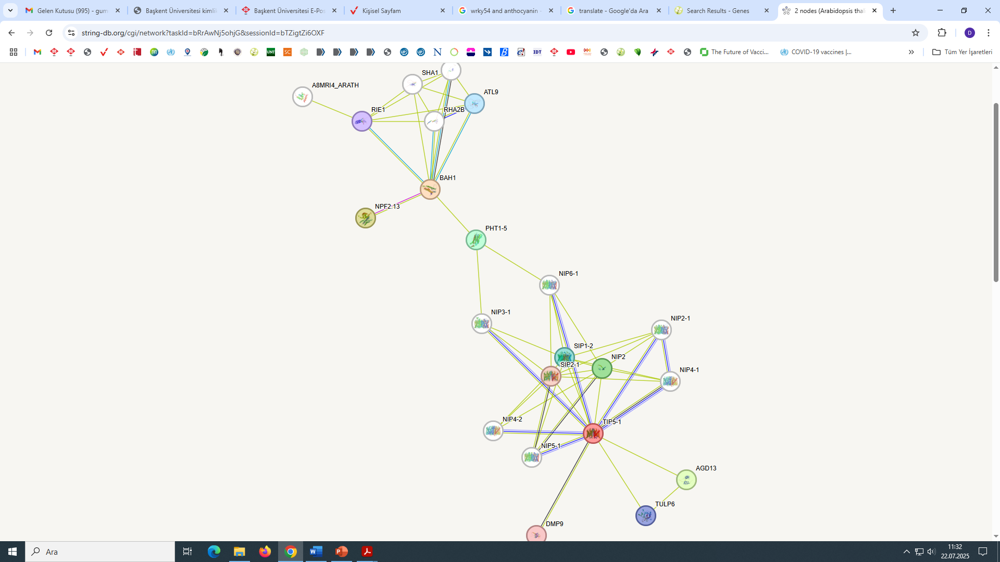 Gelen Kutusu (995) - gum
Başkent Üniversitesi kimlik
Başkent Üniversitesi E-Pos
Kişisel Sayfam
wrky54 and anthocyanin -
translate - Google'da Ara
Search Results - Genes
2 nodes (Arabidopsis thal
string-db.org/cgi/network?taskId=bRrAwNj5ohjG&sessionId=bTZigtZi6OXF
D
UNT
SC
IDT
The Future of Vacci...
COVID-19 vaccines |...
Tüm Yer İşaretleri
SHA1
A8MRI4_ARATH
ATL9
RIE1
RHA2B
BAH1
NPF2.13
PHT1-5
NIP6-1
NIP3-1
NIP2-1
SIP1-2
NIP2
SIP2-1
NIP4-1
NIP4-2
TIP5-1
NIP5-1
AGD13
TULP6
DMP9
Ara
11:32
22.07.2025